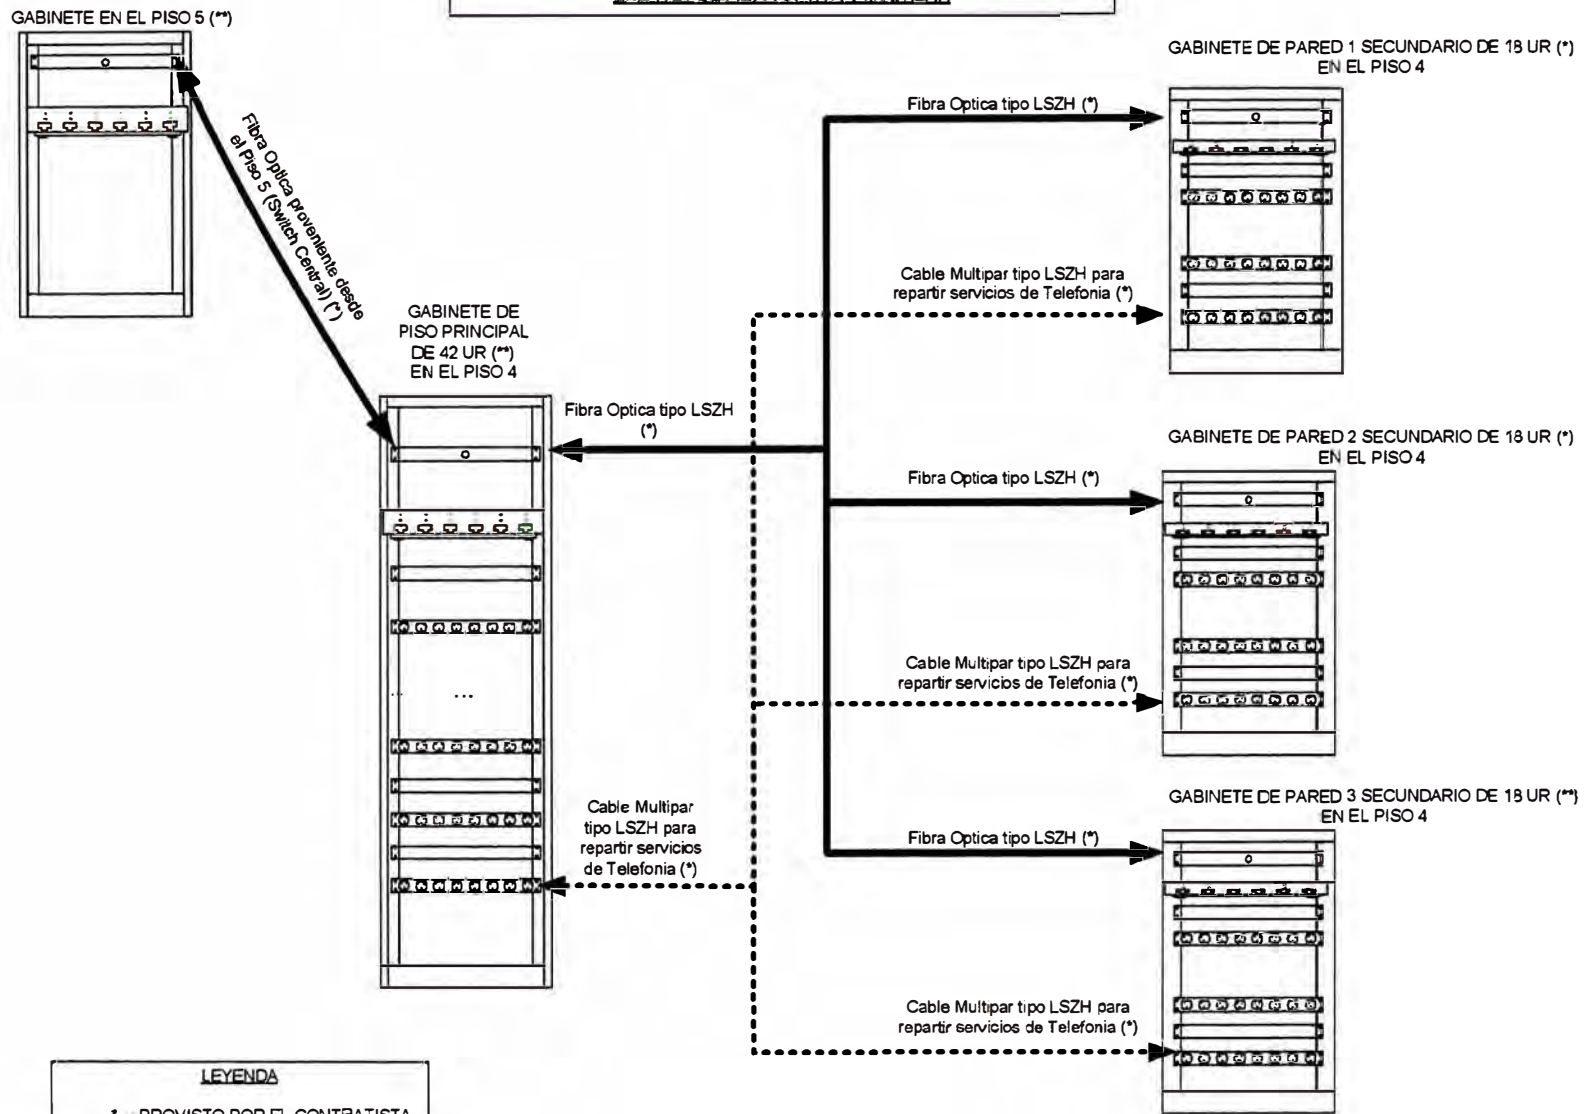 GABINETE EN EL PISO 5 (**)
GABINETE DE PARED 1 SECUNDARIO DE 18 UR (*)
EN EL PISO 4
Fibra Optica tipo LSZH (*)
Fibra Optica proveniente desde
el Piso 5 (Switch Central) (*)
Cable Multipar tipo LSZH para
repartir servicios de Telefonia (*)
GABINETE DE
PISO PRINCIPAL
DE 42 UR (**)
EN EL PISO 4
Fibra Optica tipo LSZH
(*)
GABINETE DE PARED 2 SECUNDARIO DE 18 UR (*)
EN EL PISO 4
Fibra Optica tipo LSZH (*)
Cable Multipar tipo LSZH para
repartir servicios de Telefonia (*)
...
GABINETE DE PARED 3 SECUNDARIO DE 18 UR (**)
EN EL PISO 4
Cable Multipar
tipo LSZH para
repartir servicios
de Telefonia (*)
Fibra Optica tipo LSZH (*)
Cable Multipar tipo LSZH para
repartir servicios de Telefonia (*)
LEYENDA
* PROVISTO POR EL CONTRATISTA